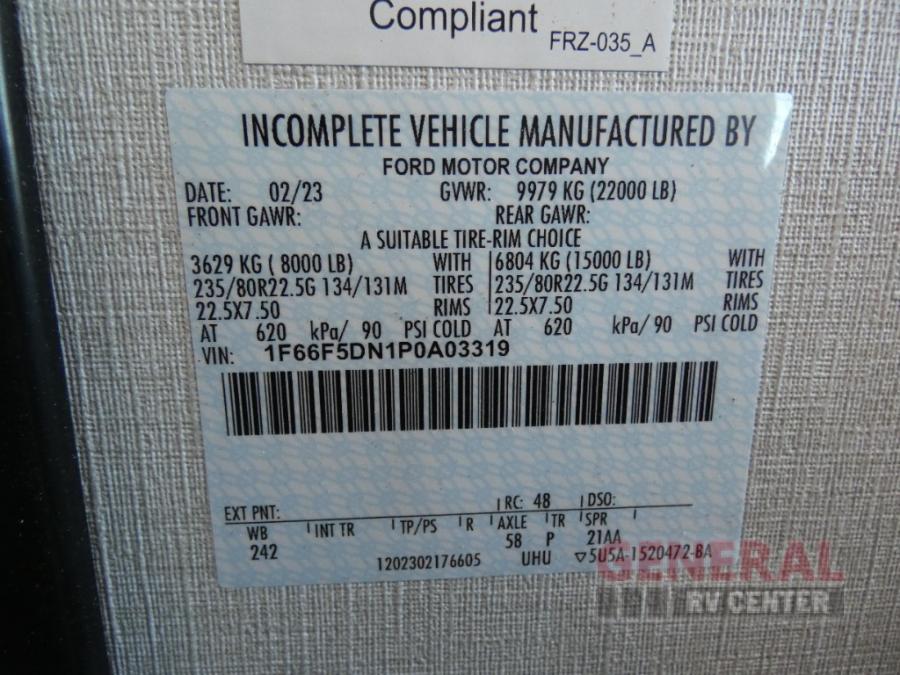 Compliant
FRZ-035_A
INCOMPLETE VEHICLE MANUFACTURED BY
FORD MOTOR COMPANY
DATE: 02/23 GVWR: 9979 KG (22000 LB)
FRONT GAWR: REAR GAWR:
A SUITABLE TIRE-RIM CHOICE
3629 KG ( 8000 LB) WITH 6804 KG (15000 LB) WITH
235/80R22.5G 134/131M TIRES 235/80R22.5G 134/131M TIRES
22.5X7.50 RIMS 22.5X7.50 RIMS
AT 620 kPa/ 90 PSI COLD AT 620 kPa/ 90 PSI COLD
VIN: 1F66F5DN1P0A03319
EXT PNT: RC: 48 DSO:
WB INT TR TP/PS R AXLE TR SPR
242 58 P 21AA
1202302176605 UHU ▽5U5A-1520472-BA
GENERAL
RV CENTER